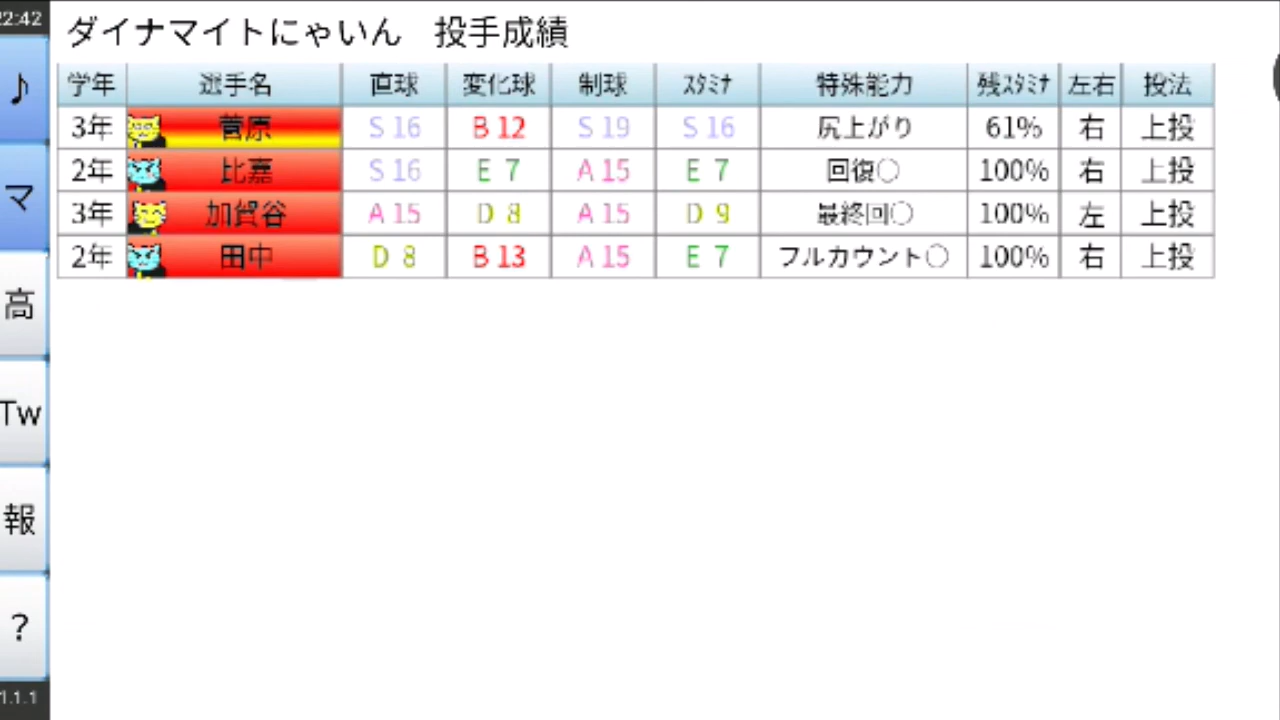 22:42
ダイナマイトにゃいん 投手成績
学年 選手名 直球 変化球 制球 ｽﾀﾐﾅ 特殊能力 残ｽﾀﾐﾅ 左右 投法
3年 菅原 S 16 B 12 S 19 S 16 尻上がり 61% 右 上投
2年 比嘉 S 16 E 7 A 15 E 7 回復○ 100% 右 上投
3年 加賀谷 A 15 D 8 A 15 D 9 最終回○ 100% 左 上投
2年 田中 D 8 B 13 A 15 E 7 フルカウント○ 100% 右 上投
♪
マ
高
Tw
報
?
1.1.1